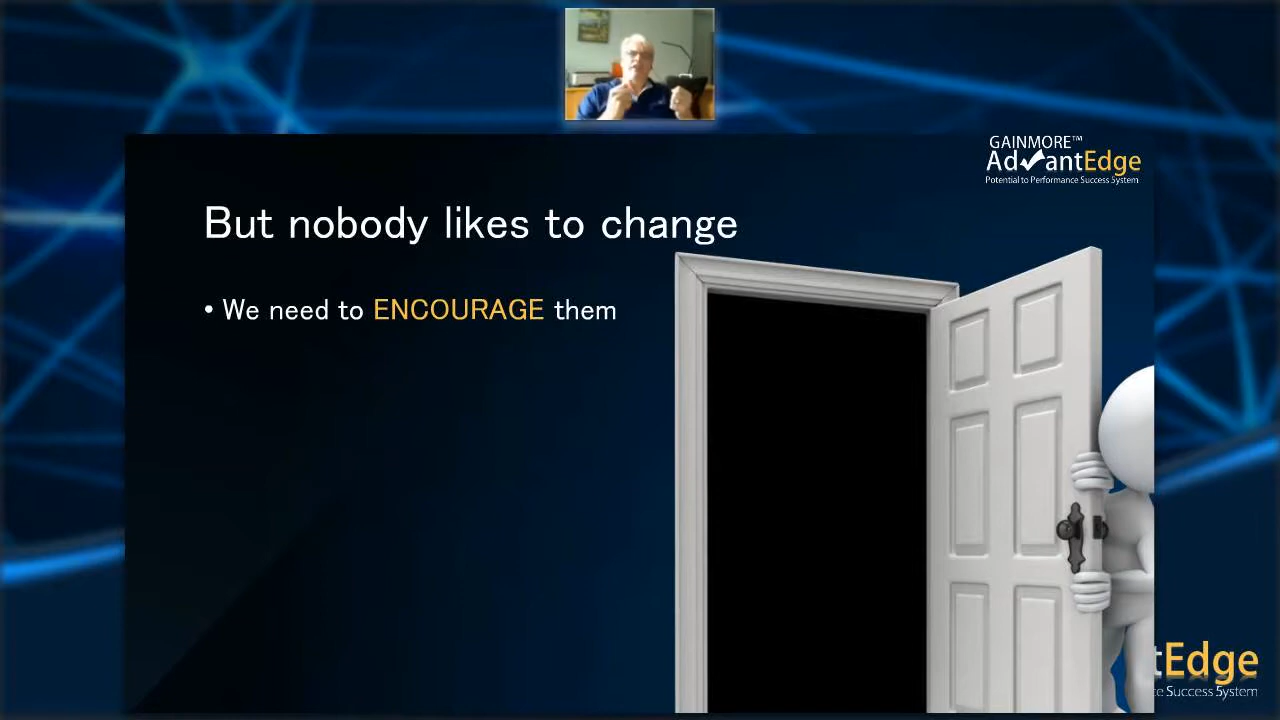 GAINMORE™
AdvantEdge
Potential to Performance Success System
But nobody likes to change
• We need to ENCOURAGE them
tEdge
ce Success System